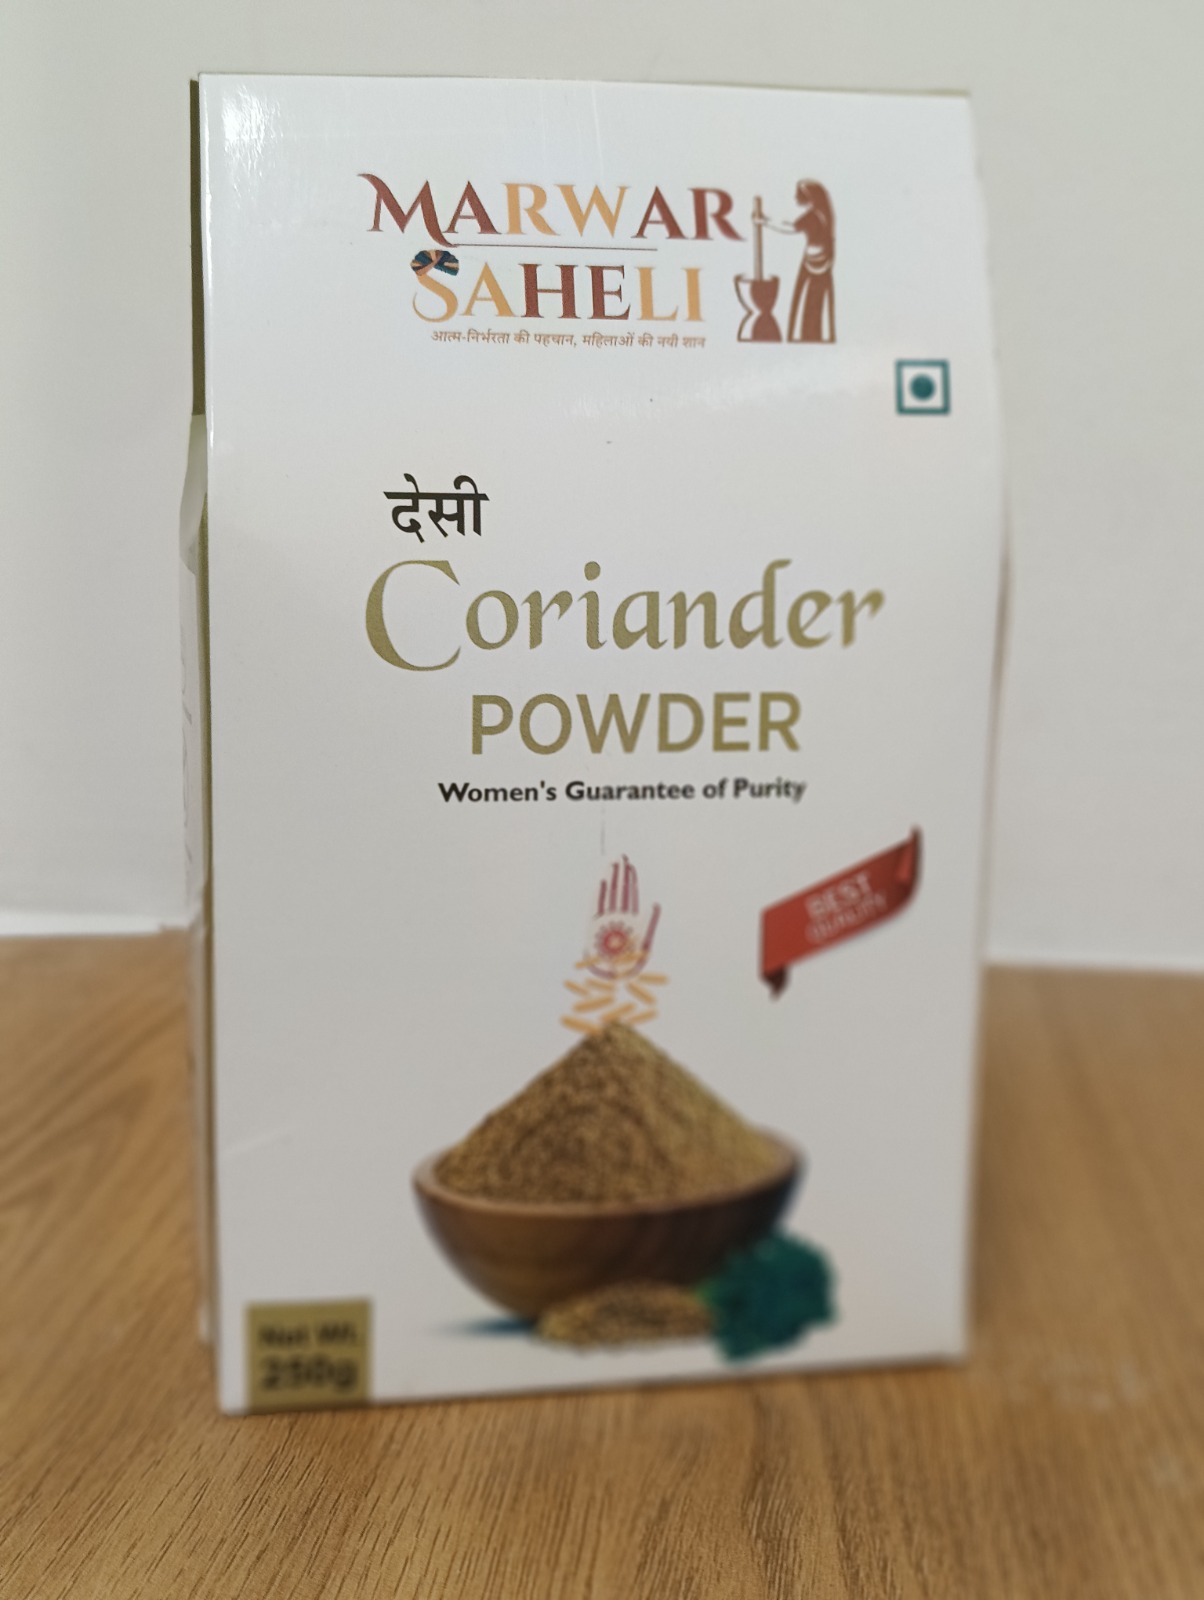 MARWAR
SAHELI
आत्म-निर्भरता की पहचान, महिलाओं की नयी शान
देसी
Coriander
POWDER
Women's Guarantee of Purity
BEST
QUALITY
Net Wt.
250g